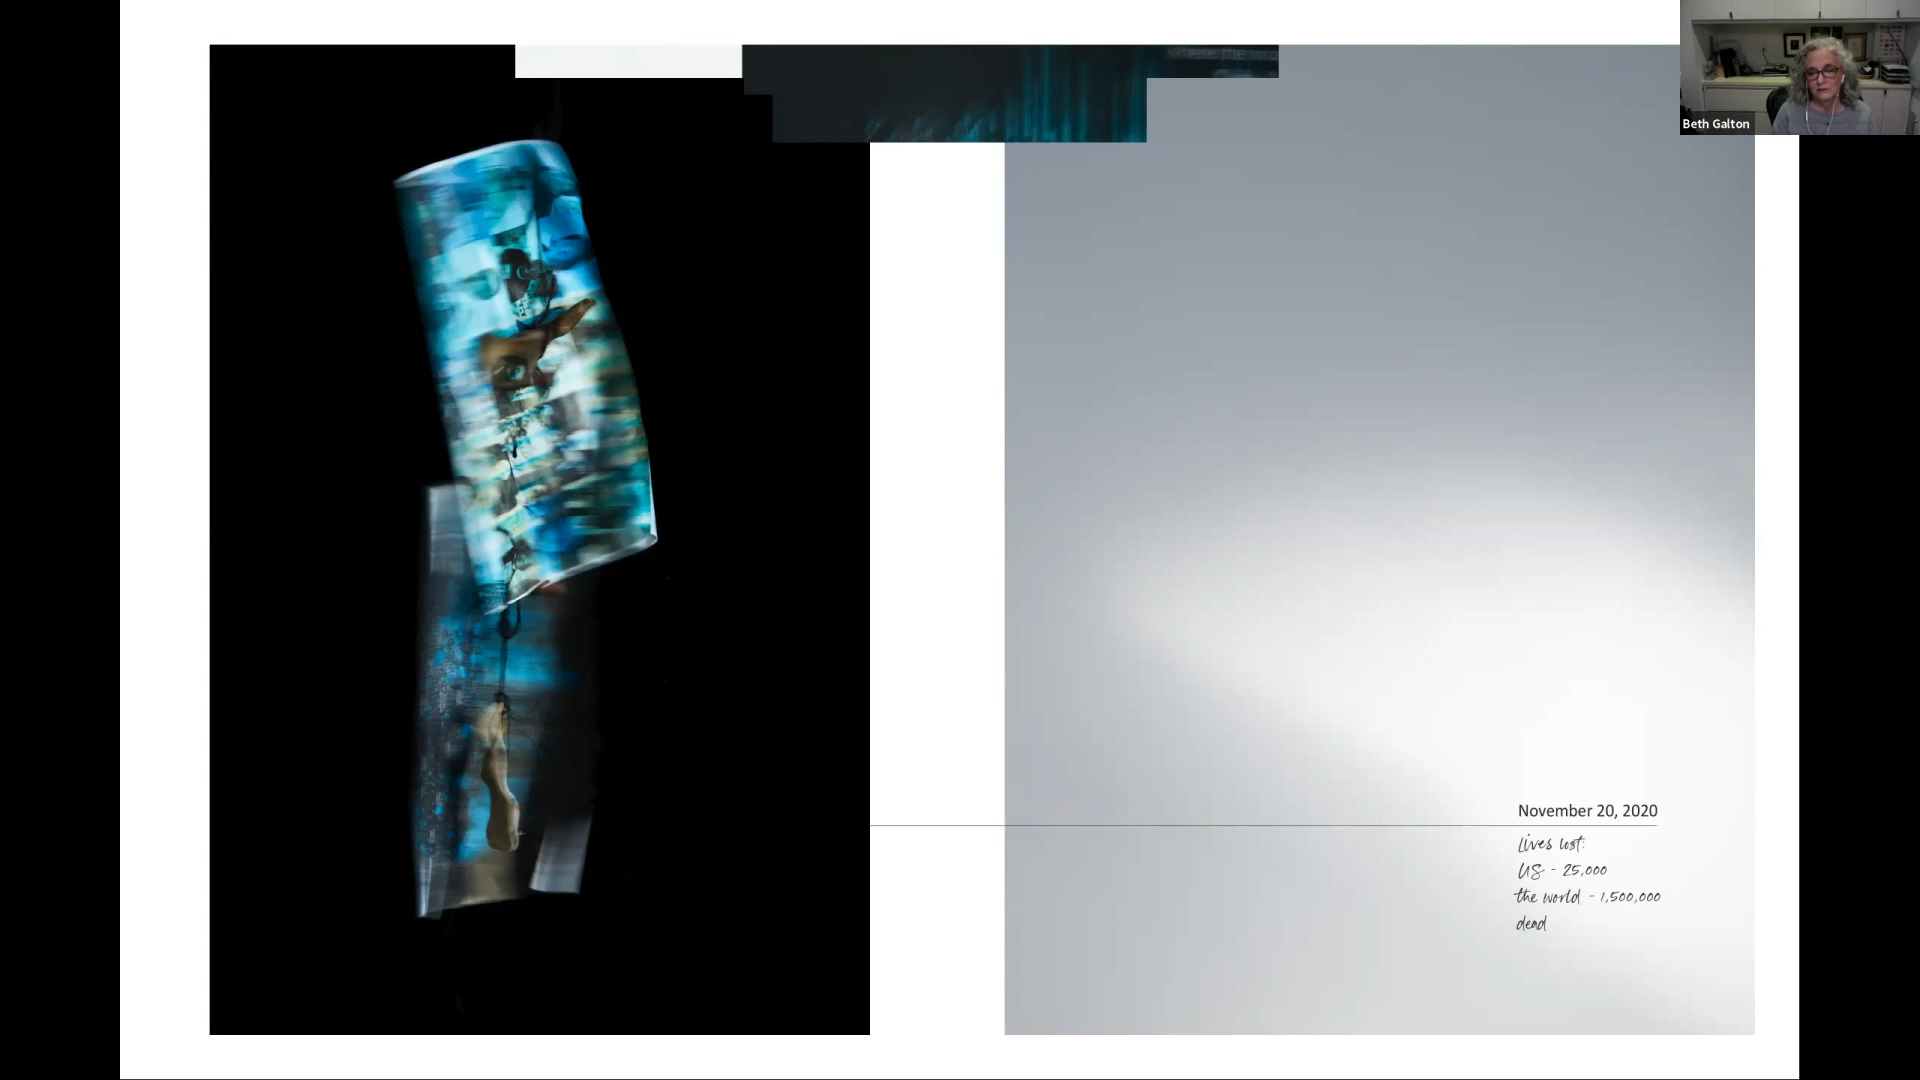 Beth Galton
November 20, 2020
Lives lost:
US - 25,000
the world - 1,500,000
dead